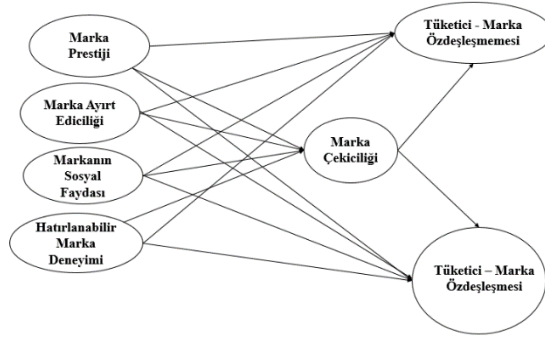 Marka
Prestiji
Marka Ayırt
Ediciliği
Markanın
Sosyal
Faydası
Hatırlanabilir
Marka
Deneyimi
Marka
Çekiciliği
Tüketici - Marka
Özdeşleşmemesi
Tüketici – Marka
Özdeşleşmesi